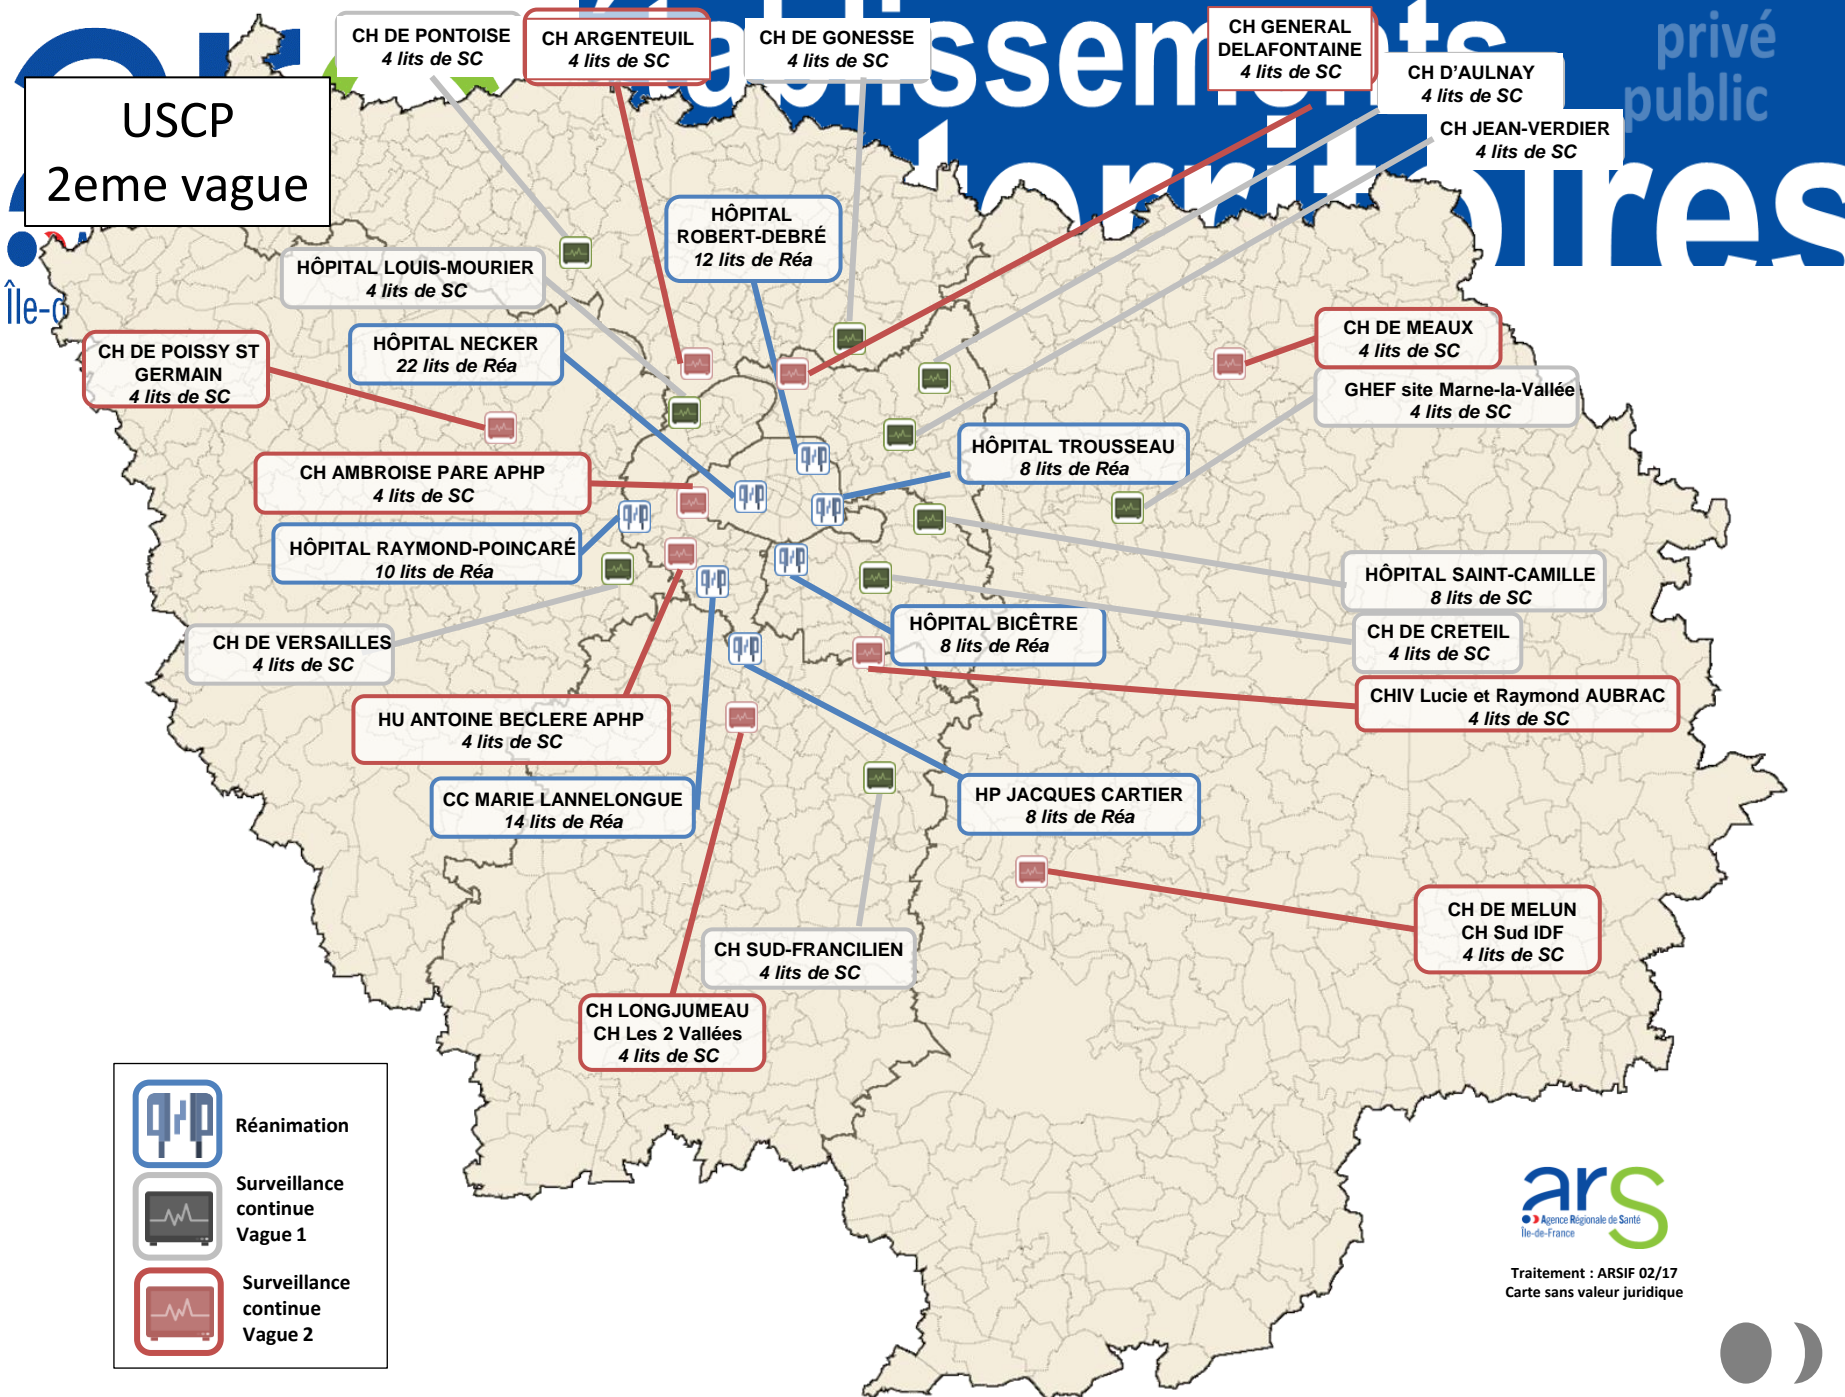 établissements
territoires
privé
public
USCP
2eme vague
CH DE PONTOISE
4 lits de SC
CH ARGENTEUIL
4 lits de SC
CH DE GONESSE
4 lits de SC
CH GENERAL
DELAFONTAINE
4 lits de SC
CH D'AULNAY
4 lits de SC
CH JEAN-VERDIER
4 lits de SC
HÔPITAL
ROBERT-DEBRÉ
12 lits de Réa
HÔPITAL LOUIS-MOURIER
4 lits de SC
Île-d
CH DE POISSY ST
GERMAIN
4 lits de SC
HÔPITAL NECKER
22 lits de Réa
CH DE MEAUX
4 lits de SC
GHEF site Marne-la-Vallée
4 lits de SC
HÔPITAL TROUSSEAU
8 lits de Réa
CH AMBROISE PARE APHP
4 lits de SC
HÔPITAL RAYMOND-POINCARÉ
10 lits de Réa
HÔPITAL SAINT-CAMILLE
8 lits de SC
HÔPITAL BICÊTRE
8 lits de Réa
CH DE CRETEIL
4 lits de SC
CH DE VERSAILLES
4 lits de SC
CHIV Lucie et Raymond AUBRAC
4 lits de SC
HU ANTOINE BECLERE APHP
4 lits de SC
CC MARIE LANNELONGUE
14 lits de Réa
HP JACQUES CARTIER
8 lits de Réa
CH DE MELUN
CH Sud IDF
4 lits de SC
CH SUD-FRANCILIEN
4 lits de SC
CH LONGJUMEAU
CH Les 2 Vallées
4 lits de SC
Réanimation
Surveillance
continue
Vague 1
Surveillance
continue
Vague 2
ars
Agence Régionale de Santé
Île-de-France
Traitement : ARSIF 02/17
Carte sans valeur juridique